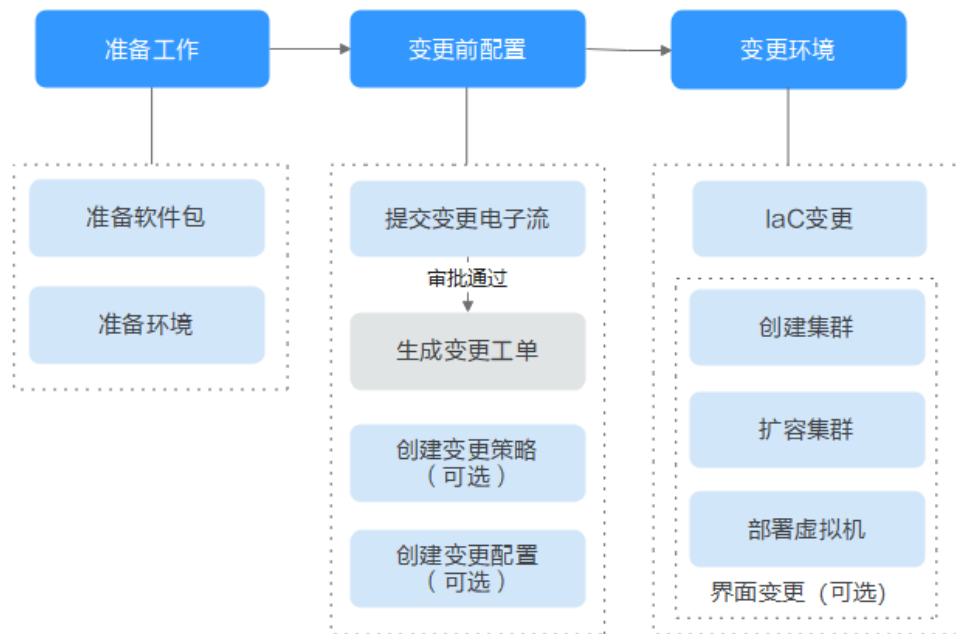 准备工作
变更前配置
变更环境
准备软件包
准备环境
提交变更电子流
审批通过
生成变更工单
创建变更策略
（可选）
创建变更配置
（可选）
IaC变更
创建集群
扩容集群
部署虚拟机
界面变更（可选）